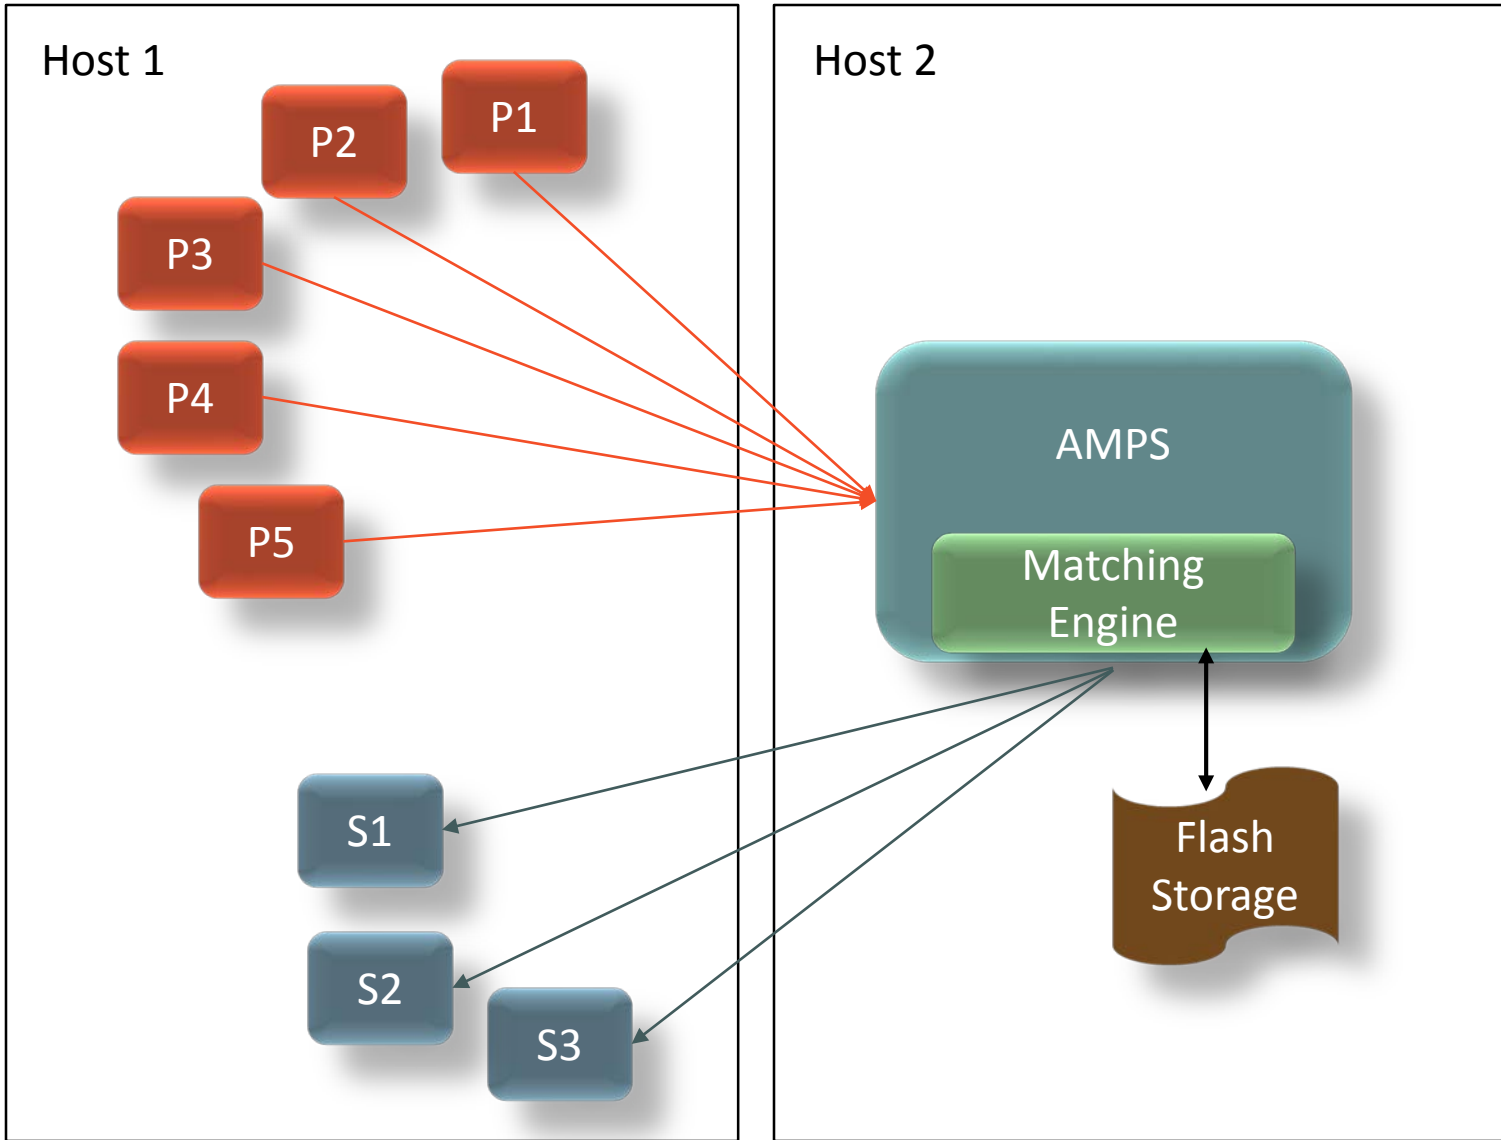 Host 1
P1
P2
P3
P4
P5
S1
S2
S3
Host 2
AMPS
Matching
Engine
Flash
Storage